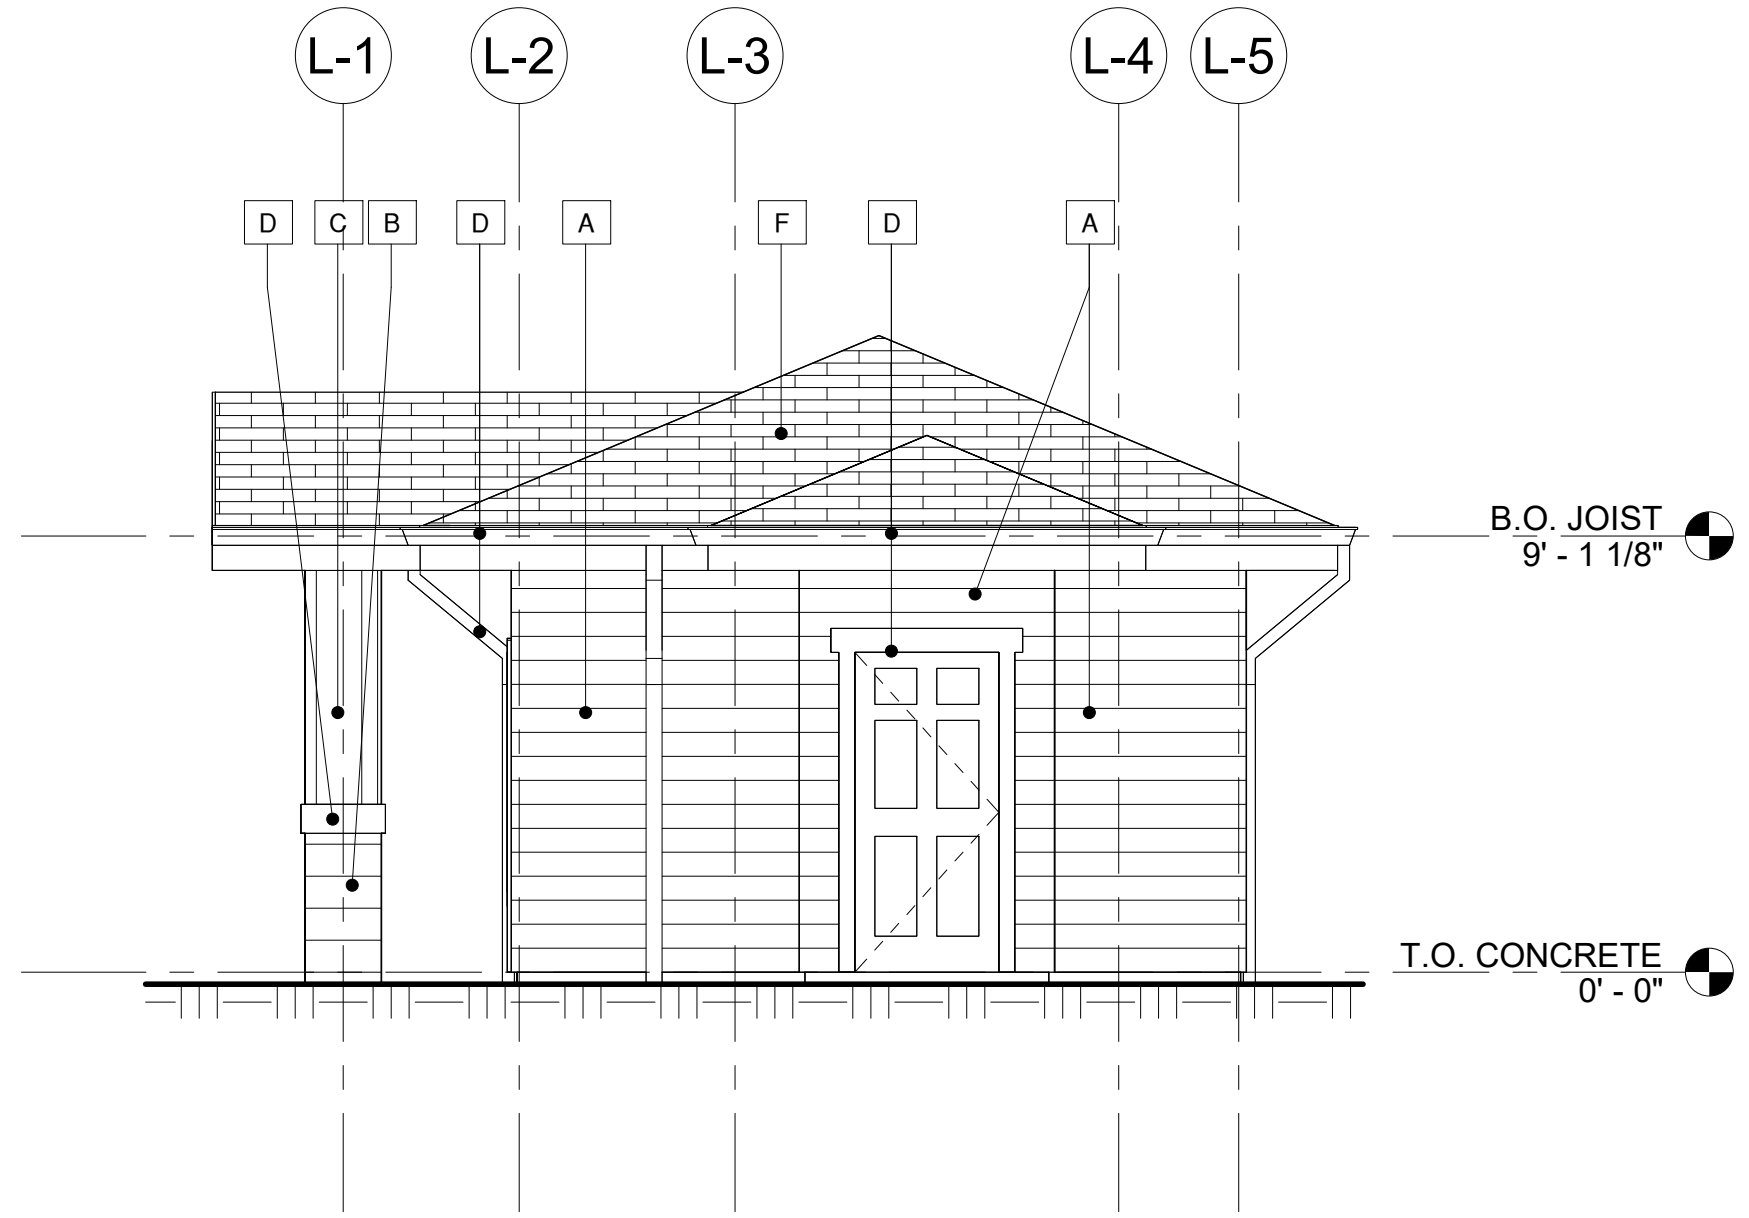 L-1
L-2
L-3
L-4
L-5
D
C
B
D
A
F
D
A
B.O. JOIST
9' - 1 1/8"
T.O. CONCRETE
0' - 0"